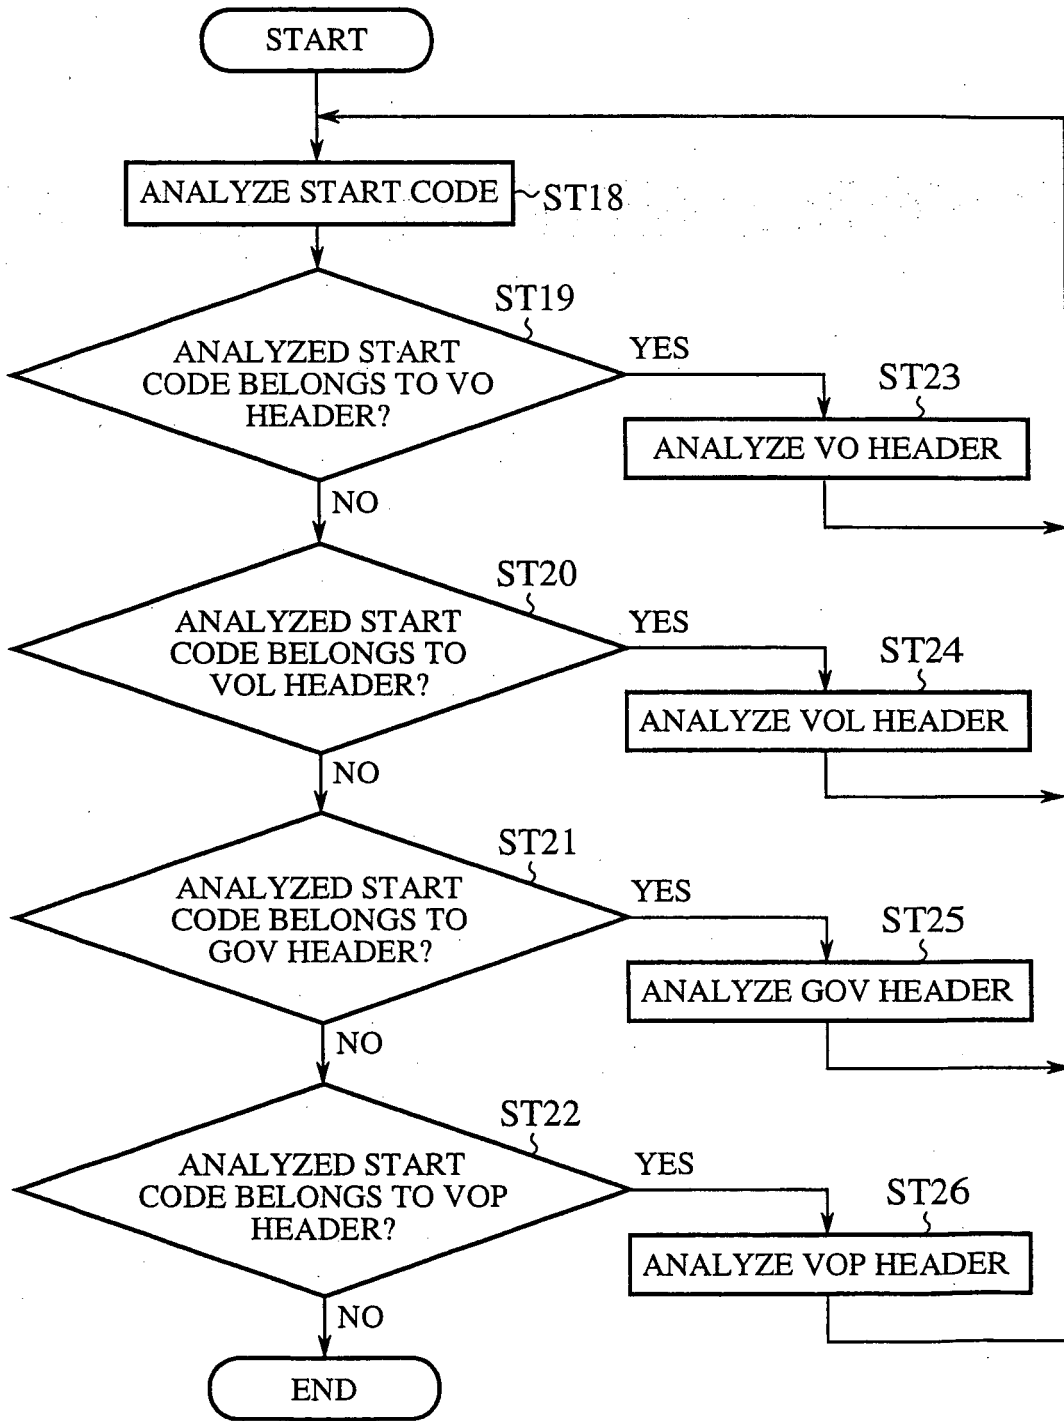 START
ANALYZE START CODE
ST18
ST19
ANALYZED START
CODE BELONGS TO VO
HEADER?
YES
ST23
ANALYZE VO HEADER
NO
ST20
ANALYZED START
CODE BELONGS TO
VOL HEADER?
YES
ST24
ANALYZE VOL HEADER
NO
ST21
ANALYZED START
CODE BELONGS TO
GOV HEADER?
YES
ST25
ANALYZE GOV HEADER
NO
ST22
ANALYZED START
CODE BELONGS TO VOP
HEADER?
YES
ST26
ANALYZE VOP HEADER
NO
END